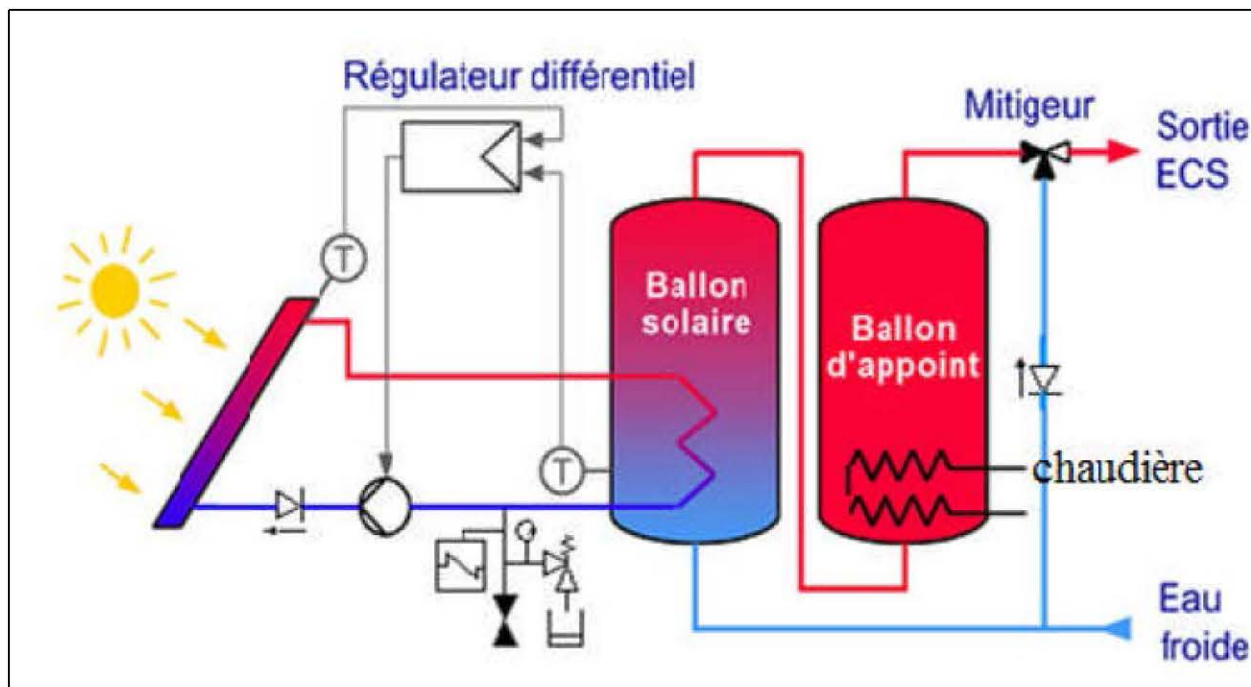 Régulateur différentiel
Mitigeur
Sortie
ECS
T
Ballon
solaire
Ballon
d'appoint
T
chaudière
Eau
froide